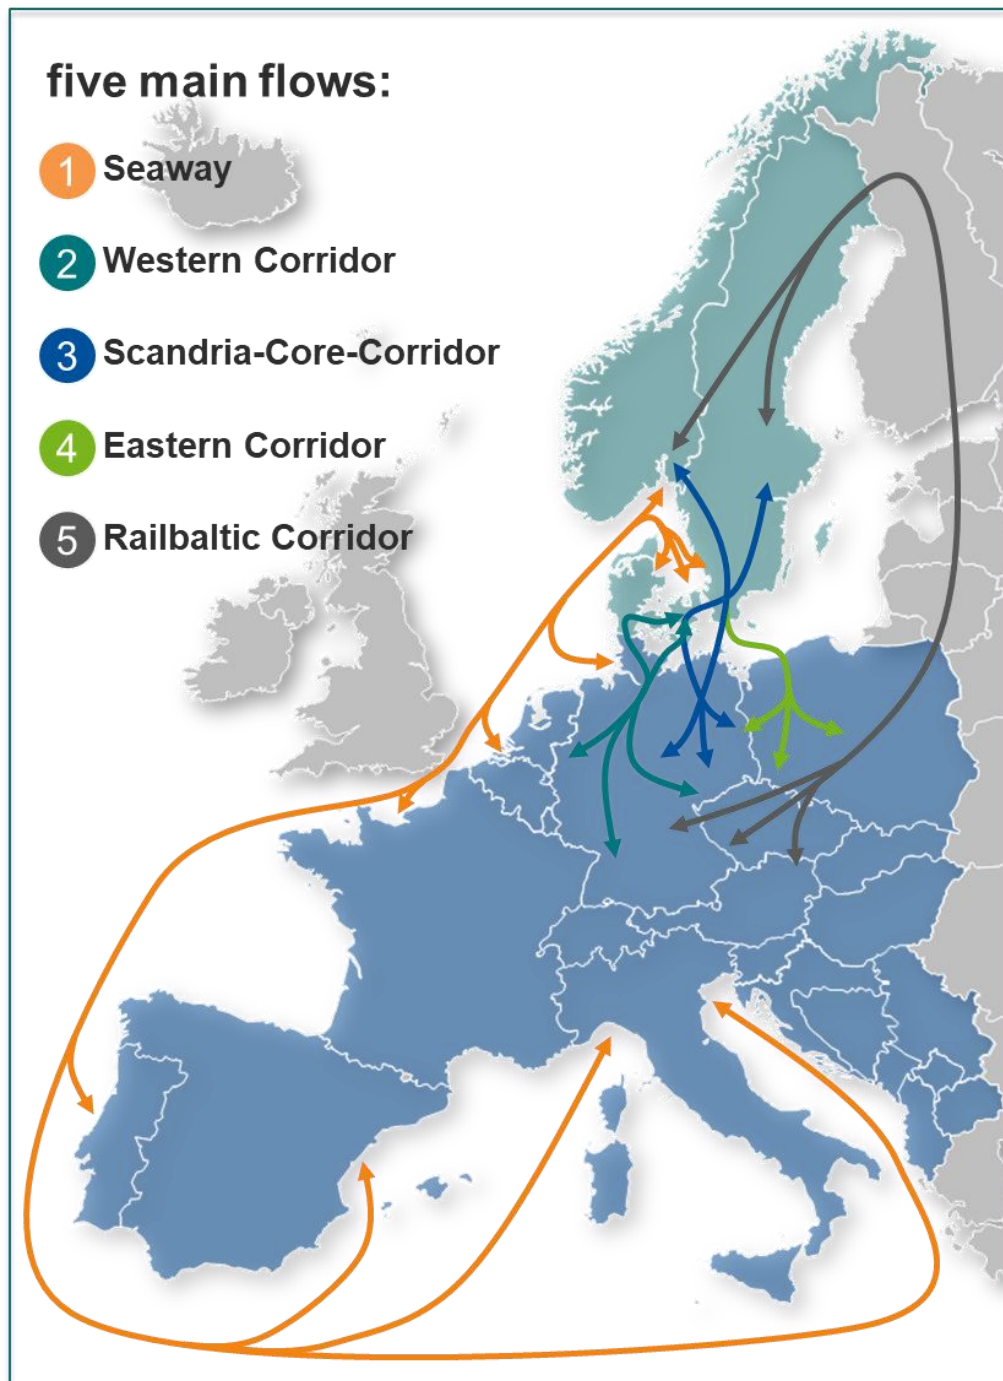 five main flows:
1 Seaway
2 Western Corridor
3 Scandria-Core-Corridor
4 Eastern Corridor
5 Railbaltic Corridor